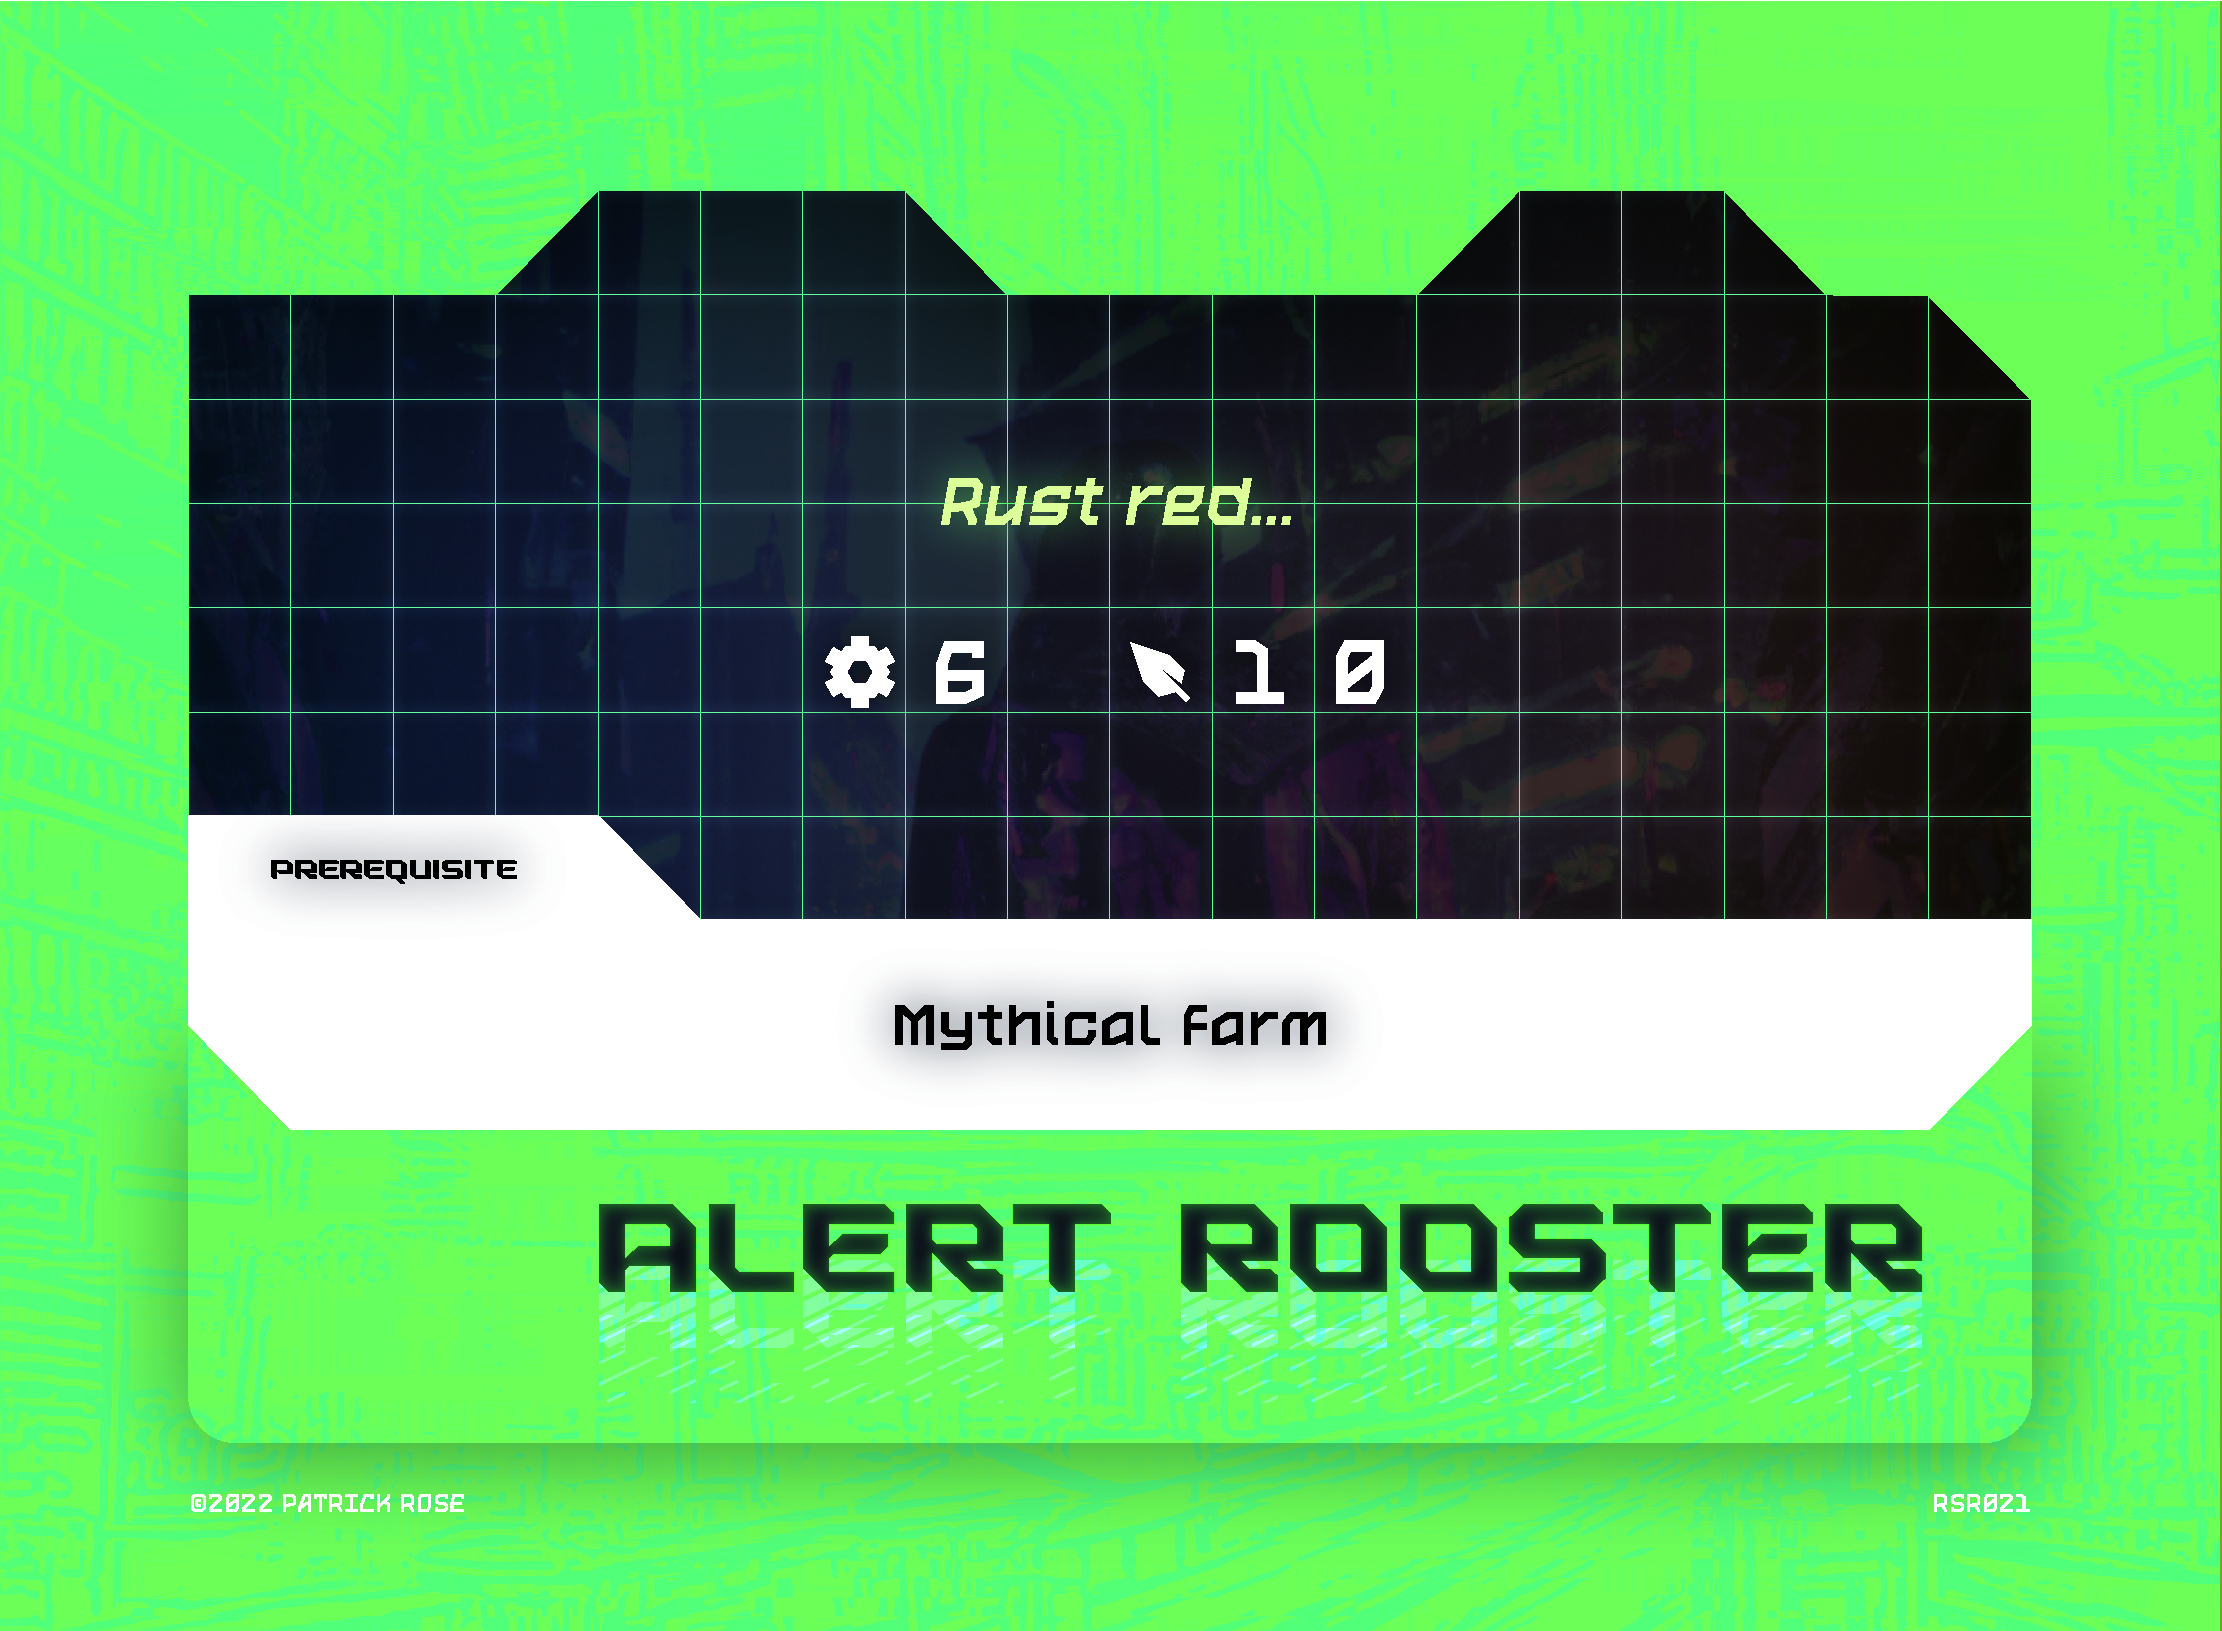 Rust red...
6 10
PREREQUISITE
Mythical farm
ALERT ROOSTER
©2022 PATRICK ROSE
RSR021